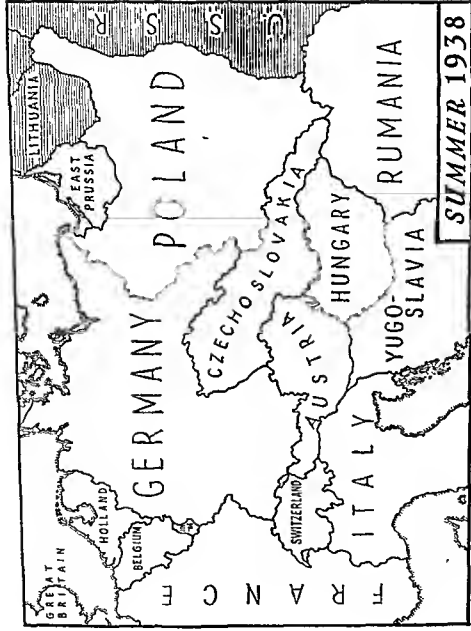 GREAT
BRITAIN
HOLLAND
BELGIUM
GERMANY
EAST
PRUSSIA
LITHUANIA
U. S. S. R.
POLAND
CZECHOSLOVAKIA
FRANCE
SWITZERLAND
AUSTRIA
HUNGARY
RUMANIA
ITALY
YUGO-
SLAVIA
SUMMER 1938